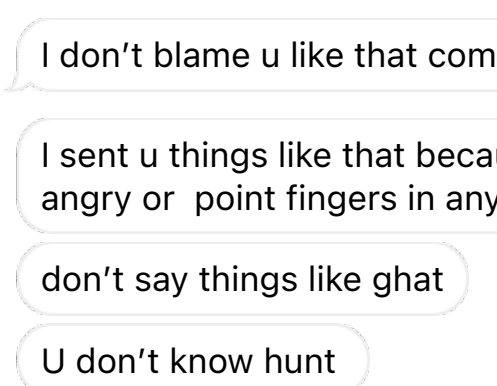 I don’t blame u like that com
I sent u things like that beca
angry or  point fingers in any
don’t say things like ghat
U don’t know hunt